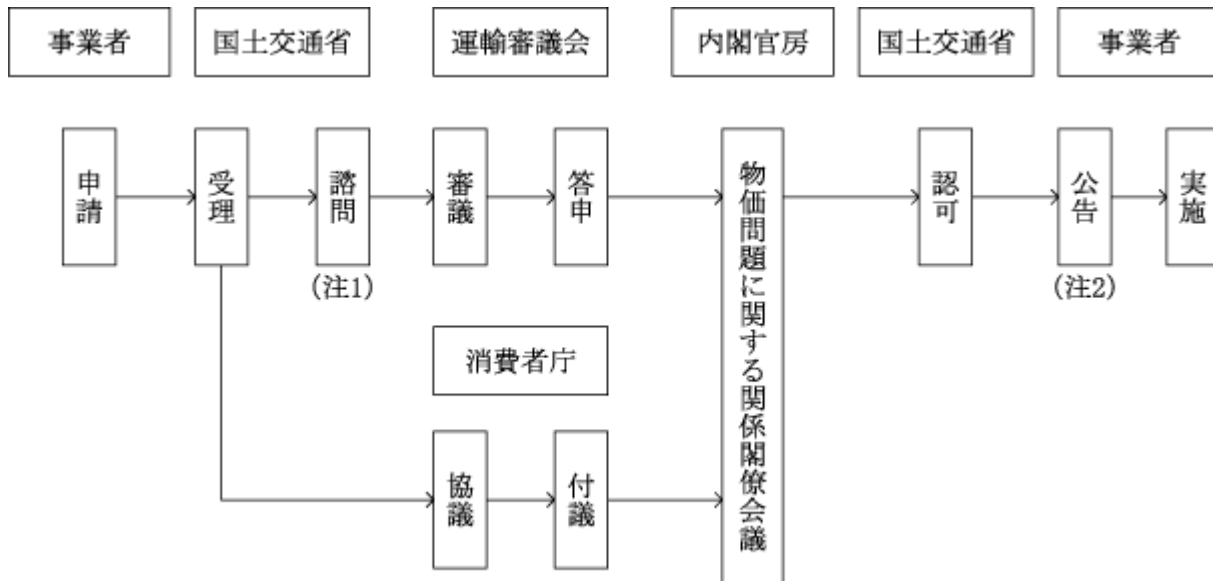 事業者
国土交通省
運輸審議会
内閣官房
国土交通省
事業者
申請
受理
諮問
審議
答申
物価問題に関する関係閣僚会議
認可
公告
実施
(注1)
(注2)
消費者庁
協議
付議